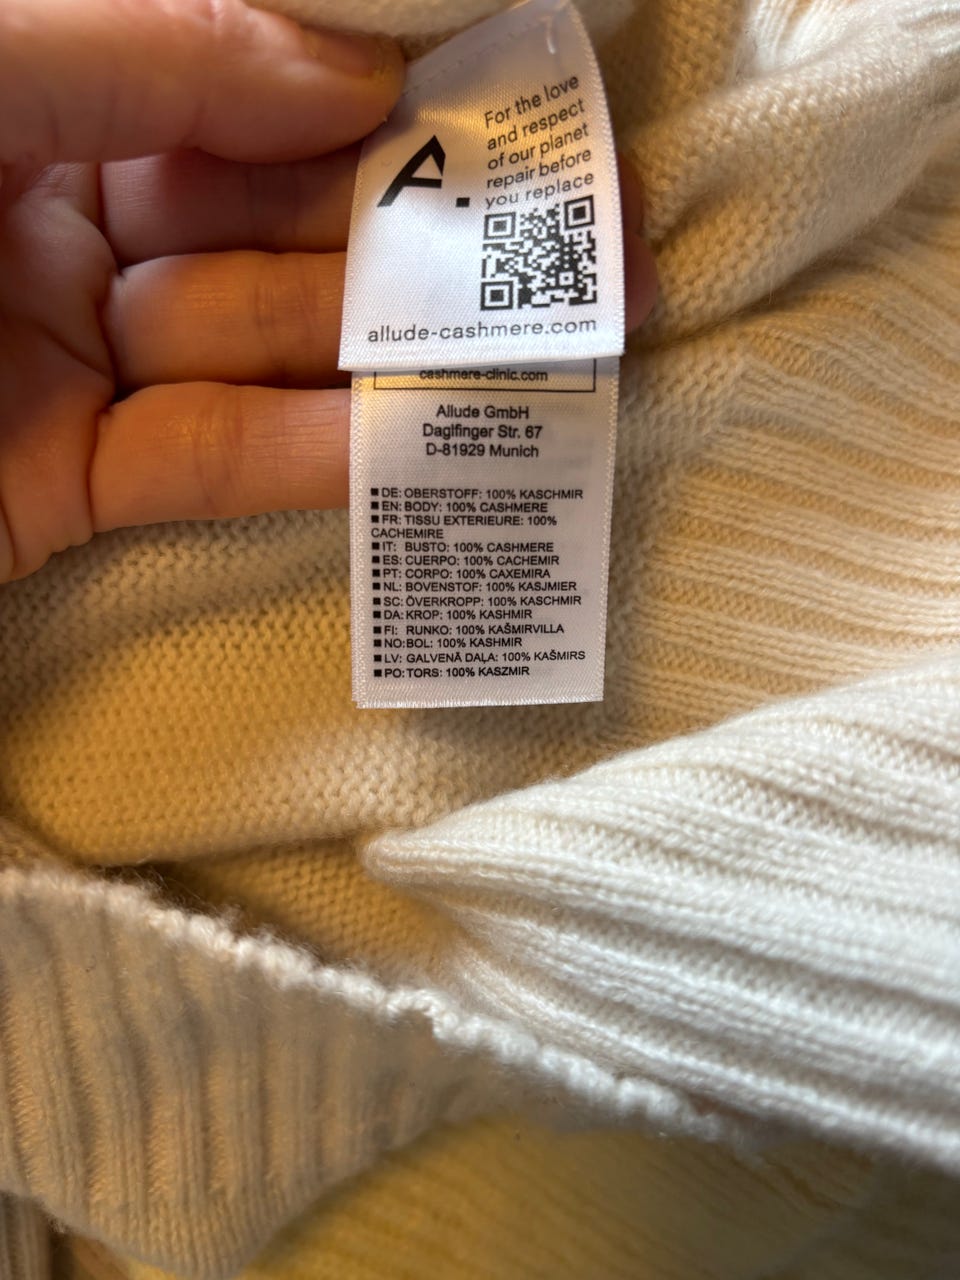 A.
For the love
and respect
of our planet
repair before
you replace
allude-cashmere.com
cashmere-clinic.com
Allude GmbH
Daglfinger Str. 67
D-81929 Munich
DE: OBERSTOFF: 100% KASCHMIR
EN: BODY: 100% CASHMERE
FR: TISSU EXTERIEURE: 100%
CACHEMIRE
IT: BUSTO: 100% CASHMERE
ES: CUERPO: 100% CACHEMIR
PT: CORPO: 100% CAXEMIRA
NL: BOVENSTOF: 100% KASJMIER
SC: ÖVERKROPP: 100% KASCHMIR
DA: KROP: 100% KASHMIR
FI: RUNKO: 100% KAŠMIRVILLA
NO: BOL: 100% KASHMIR
LV: GALVENĀ DAĻA: 100% KAŠMIRS
PO: TORS: 100% KASZMIR